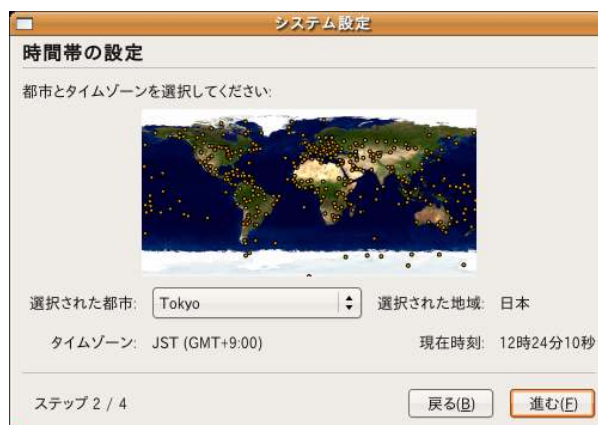 システム設定
時間帯の設定
都市とタイムゾーンを選択してください:
選択された都市: Tokyo 選択された地域: 日本
タイムゾーン: JST (GMT+9:00) 現在時刻: 12時24分10秒
ステップ 2 / 4 戻る(B) 進む(F)